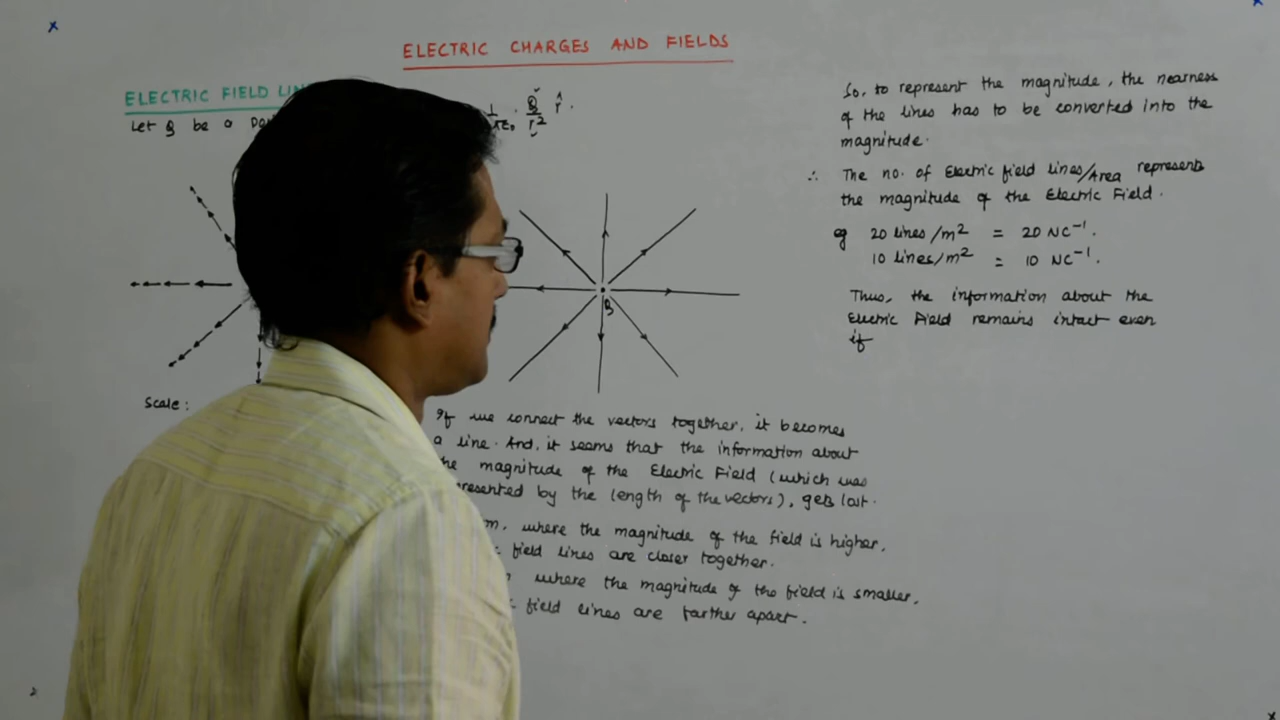 ELECTRIC CHARGES AND FIELDS
ELECTRIC FIELD
Let Q be a
Q r̂ .
r²
Q
Scale :
If we connect the vectors together, it becomes
a line. And, it seems that the information about
the magnitude of the Electric Field (which was
by the length of the vectors), gets lost.
where the magnitude of the field is higher,
field lines are closer together.
where the magnitude of the field is smaller,
field lines are farther apart.
So, to represent the magnitude, the nearness
of the lines has to be converted into the
magnitude.
∴ The no. of Electric field lines/Area represents
the magnitude of the Electric Field.
eg 20 lines/m² = 20 NC⁻¹.
10 lines/m² = 10 NC⁻¹.
Thus, the information about the
Electric Field remains intact even
if